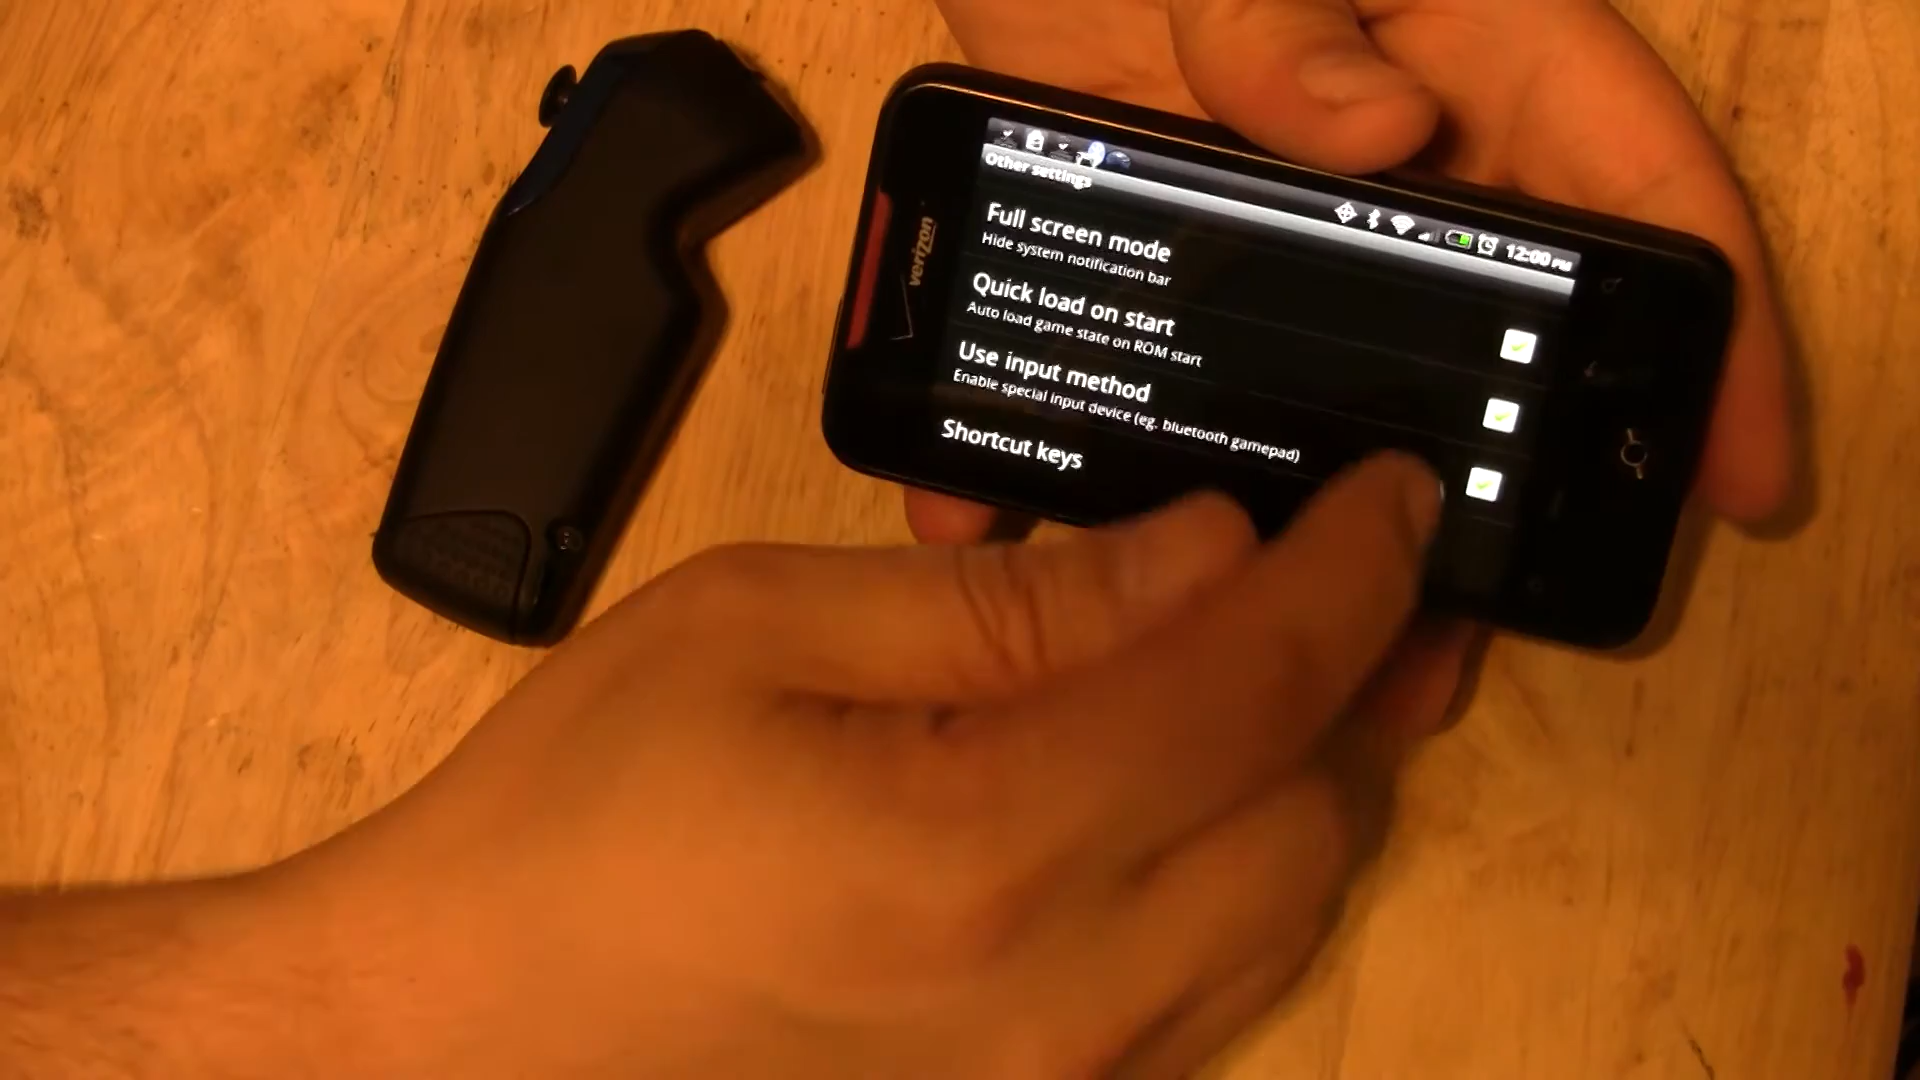 verizon
12:00 PM
Other settings
Full screen mode
Hide system notification bar
Quick load on start
Auto load game state on ROM start
Use input method
Enable special input device (eg. bluetooth gamepad)
Shortcut keys